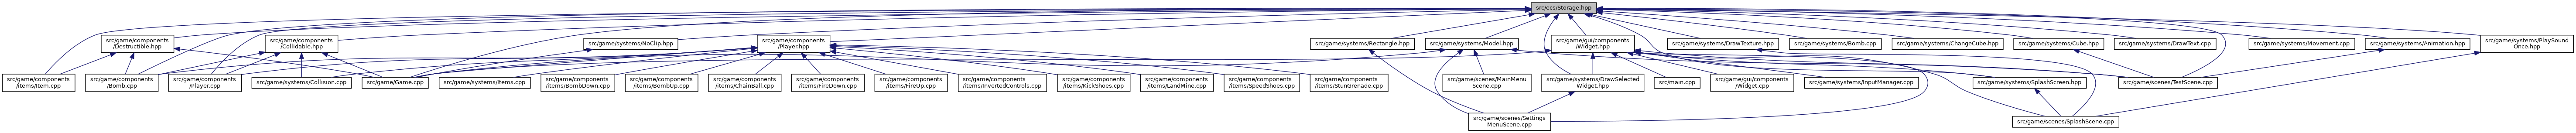 src/ecs/Storage.hpp
src/game/components
/Destructible.hpp
src/game/components
/Collidable.hpp
src/game/systems/NoClip.hpp
src/game/components
/Player.hpp
src/game/systems/Rectangle.hpp
src/game/systems/Model.hpp
src/game/gui/components
/Widget.hpp
src/game/systems/DrawTexture.hpp
src/game/systems/Bomb.cpp
src/game/systems/ChangeCube.hpp
src/game/systems/Cube.hpp
src/game/systems/DrawText.cpp
src/game/systems/Movement.cpp
src/game/systems/Animation.hpp
src/game/systems/PlaySound
Once.hpp
src/game/components
/items/Item.cpp
src/game/components
/Bomb.cpp
src/game/components
/Player.cpp
src/game/systems/Collision.cpp
src/game/Game.cpp
src/game/systems/Items.cpp
src/game/components
/items/BombDown.cpp
src/game/components
/items/BombUp.cpp
src/game/components
/items/ChainBall.cpp
src/game/components
/items/FireDown.cpp
src/game/components
/items/FireUp.cpp
src/game/components
/items/InvertedControls.cpp
src/game/components
/items/KickShoes.cpp
src/game/components
/items/LandMine.cpp
src/game/components
/items/SpeedShoes.cpp
src/game/components
/items/StunGrenade.cpp
src/game/scenes/MainMenu
Scene.cpp
src/game/systems/DrawSelected
Widget.hpp
src/main.cpp
src/game/gui/components
/Widget.cpp
src/game/systems/InputManager.cpp
src/game/systems/SplashScreen.hpp
src/game/scenes/TestScene.cpp
src/game/scenes/Settings
MenuScene.cpp
src/game/scenes/SplashScene.cpp